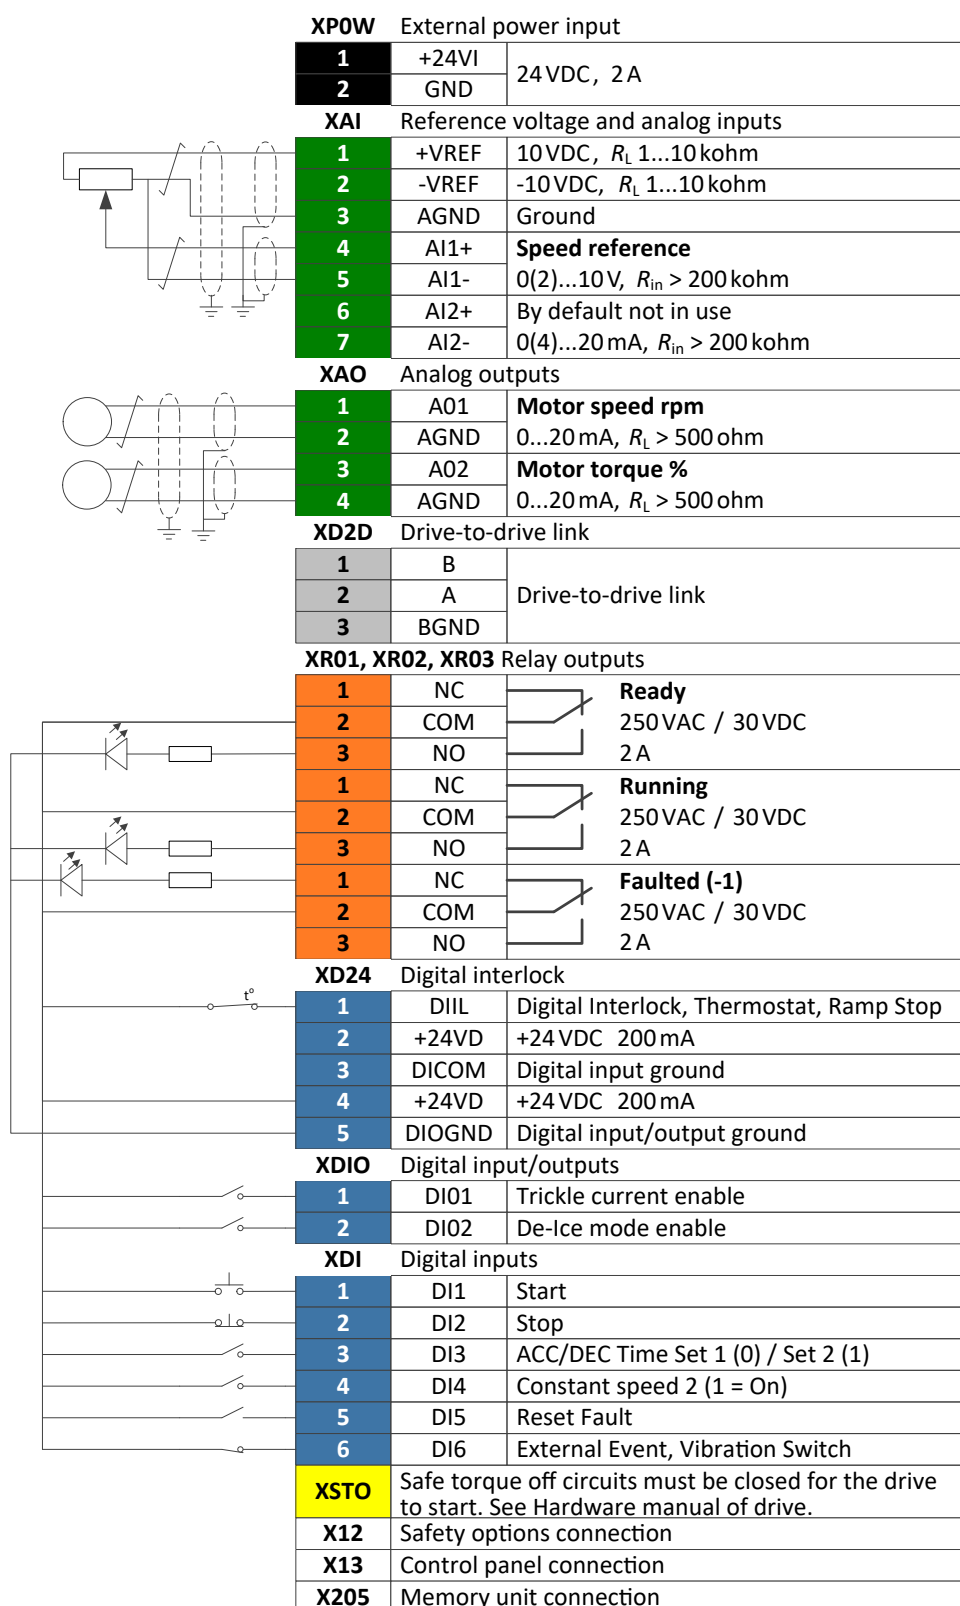 XP0W External power input
1 +24VI 24 VDC, 2 A
2 GND
XAI Reference voltage and analog inputs
1 +VREF 10 VDC, RL 1...10 kohm
2 -VREF -10 VDC, RL 1...10 kohm
3 AGND Ground
4 AI1+ Speed reference
5 AI1- 0(2)...10 V, Rin > 200 kohm
6 AI2+ By default not in use
7 AI2- 0(4)...20 mA, Rin > 200 kohm
XAO Analog outputs
1 A01 Motor speed rpm
2 AGND 0...20 mA, RL > 500 ohm
3 A02 Motor torque %
4 AGND 0...20 mA, RL > 500 ohm
XD2D Drive-to-drive link
1 B
2 A Drive-to-drive link
3 BGND
XR01, XR02, XR03 Relay outputs
1 NC Ready
2 COM 250 VAC / 30 VDC
3 NO 2 A
1 NC Running
2 COM 250 VAC / 30 VDC
3 NO 2 A
1 NC Faulted (-1)
2 COM 250 VAC / 30 VDC
3 NO 2 A
XD24 Digital interlock
t° 1 DIIL Digital Interlock, Thermostat, Ramp Stop
2 +24VD +24 VDC 200 mA
3 DICOM Digital input ground
4 +24VD +24 VDC 200 mA
5 DIOGND Digital input/output ground
XDIO Digital input/outputs
1 DI01 Trickle current enable
2 DI02 De-Ice mode enable
XDI Digital inputs
1 DI1 Start
2 DI2 Stop
3 DI3 ACC/DEC Time Set 1 (0) / Set 2 (1)
4 DI4 Constant speed 2 (1 = On)
5 DI5 Reset Fault
6 DI6 External Event, Vibration Switch
XSTO Safe torque off circuits must be closed for the drive
to start. See Hardware manual of drive.
X12 Safety options connection
X13 Control panel connection
X205 Memory unit connection